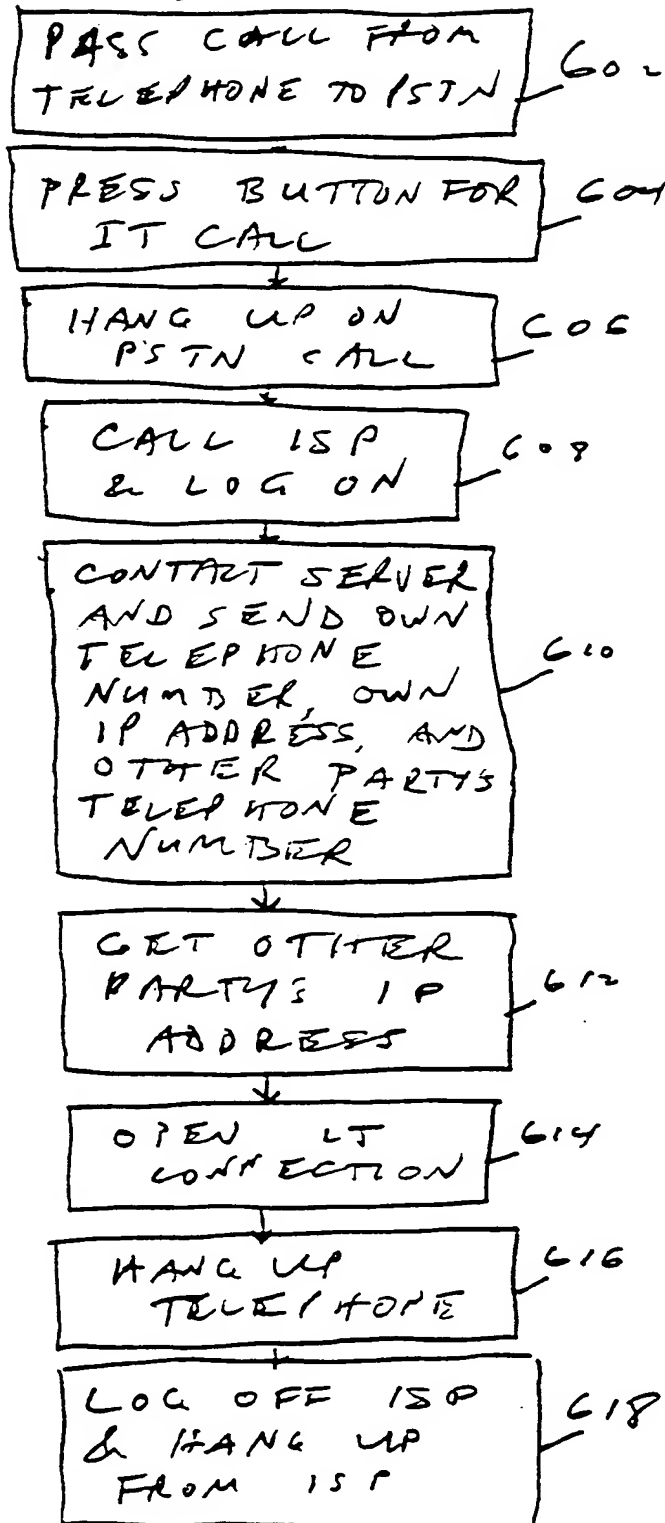 PASS CALL FROM
TELEPHONE TO PSTN
602
PRESS BUTTON FOR
IT CALL
604
HANG UP ON
PSTN CALL
606
CALL ISP
& LOG ON
608
CONTACT SERVER
AND SEND OWN
TELEPHONE
NUMBER, OWN
IP ADDRESS, AND
OTHER PARTY'S
TELEPHONE
NUMBER
610
GET OTHER
PARTY'S IP
ADDRESS
612
OPEN IT
CONNECTION
614
HANG UP
TELEPHONE
616
LOG OFF ISP
& HANG UP
FROM ISP
618